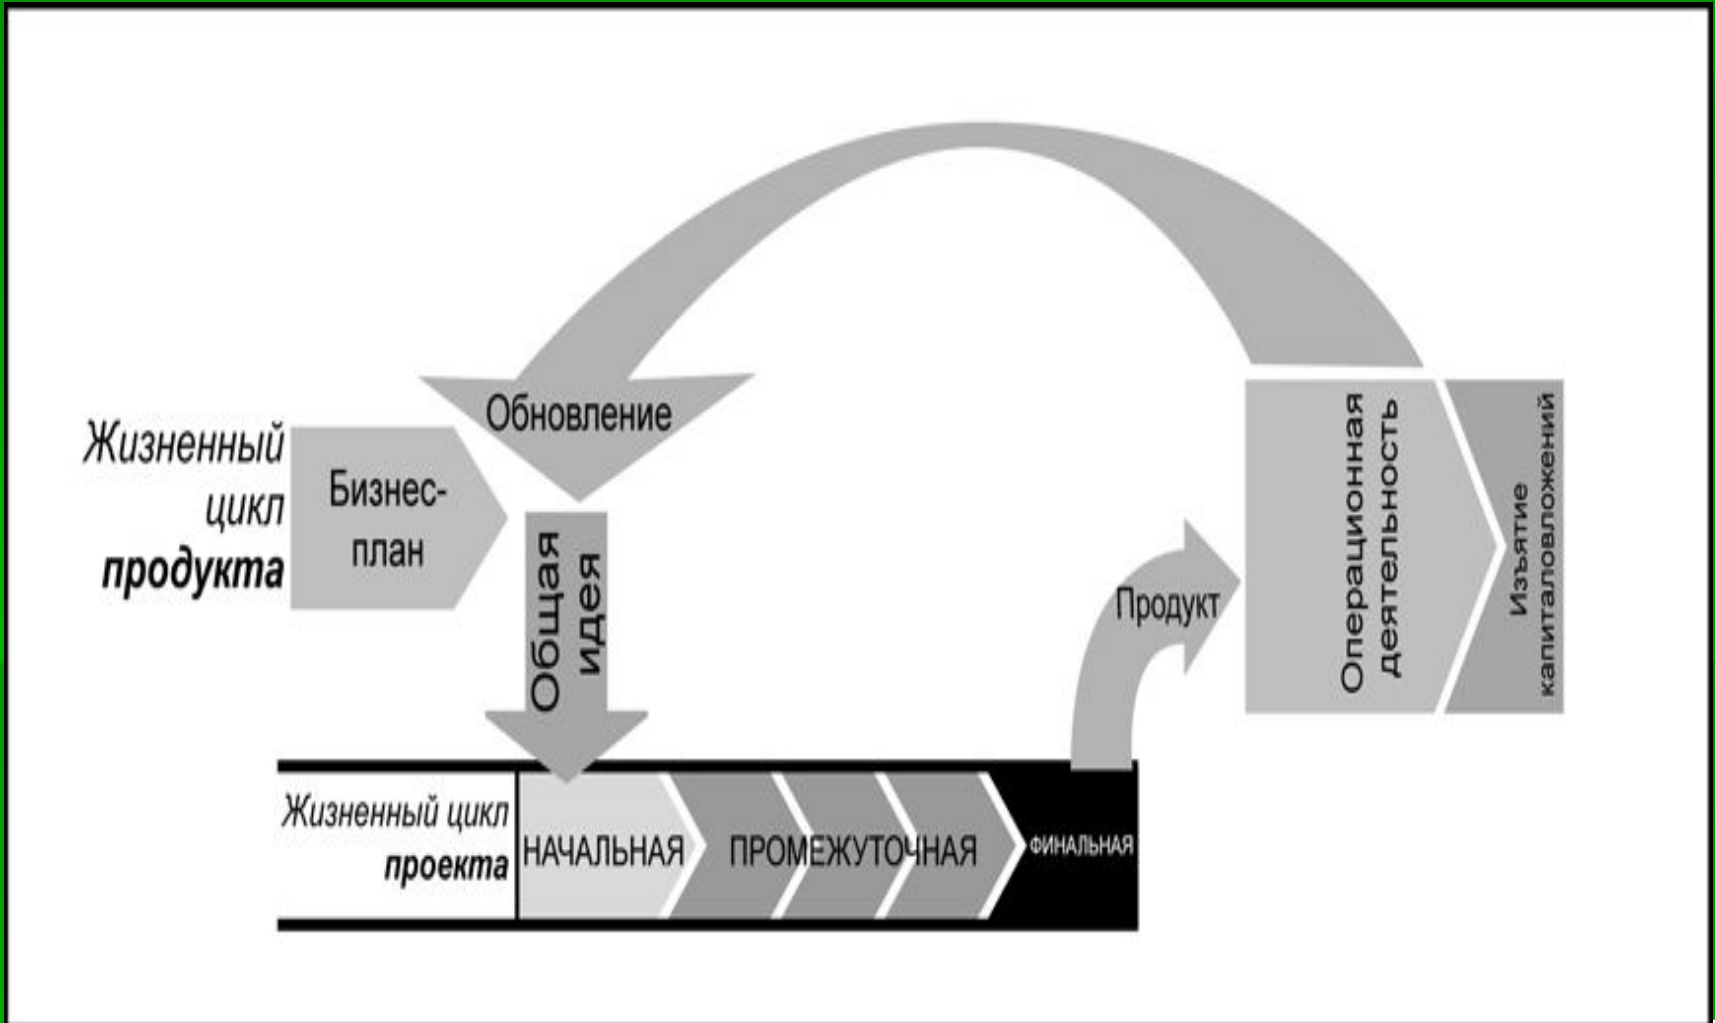 Обновление
Жизненный
цикл
продукта
Бизнес-
план
Общая
идея
Продукт
Операционная
деятельность
Изъятие
капиталовложений
Жизненный цикл
проекта
НАЧАЛЬНАЯ
ПРОМЕЖУТОЧНАЯ
ФИНАЛЬНАЯ